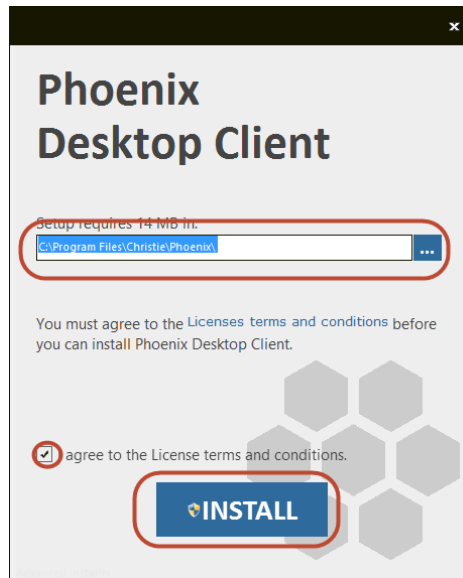 x
Phoenix
Desktop Client
Setup requires 14 MB in:
C:\Program Files\Christie\Phoenix\
...
You must agree to the Licenses terms and conditions before
you can install Phoenix Desktop Client.
agree to the License terms and conditions.
INSTALL